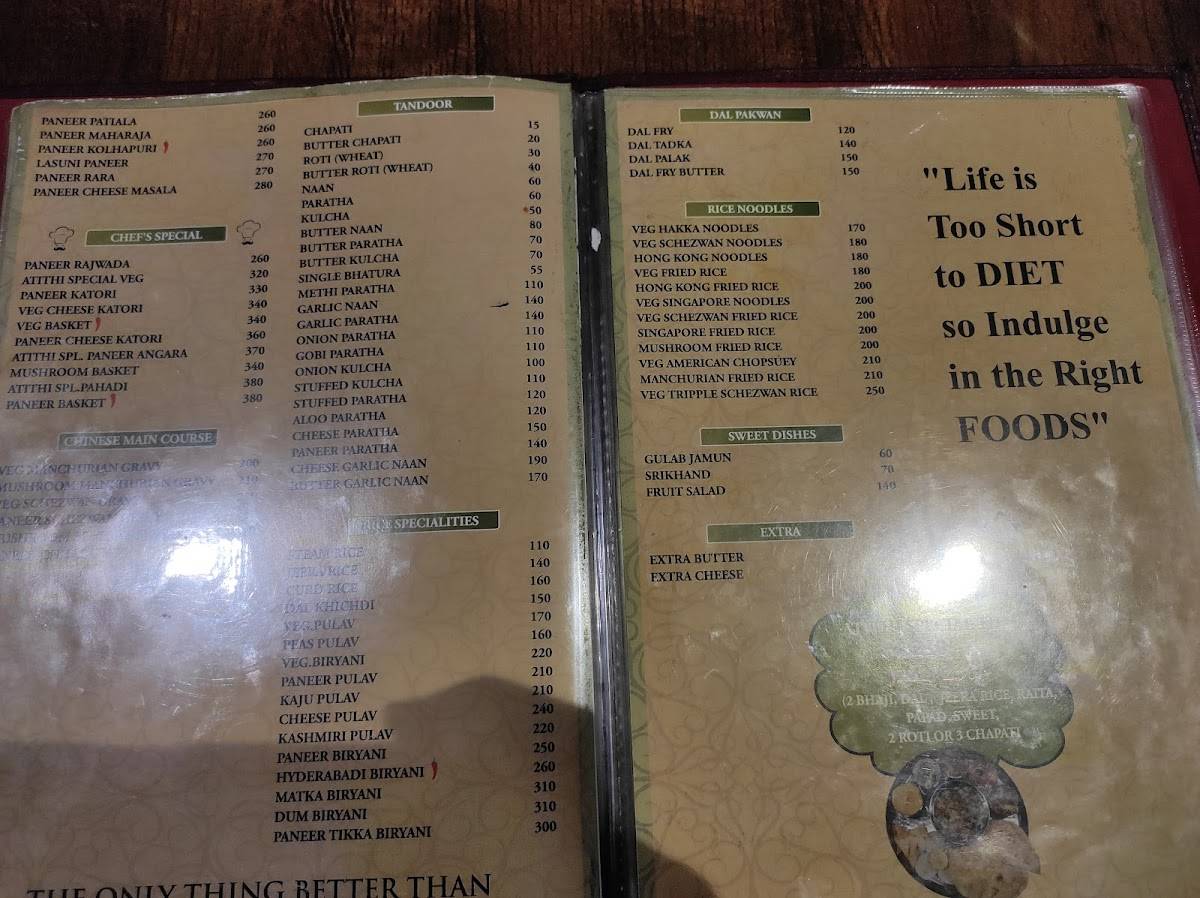 PANEER PATIALA 260
PANEER MAHARAJA 260
PANEER KOLHAPURI 260
LASUNI PANEER 270
PANEER RARA 270
PANEER CHEESE MASALA 280
CHEF'S SPECIAL
PANEER RAJWADA 260
ATITHI SPECIAL VEG 320
PANEER KATORI 330
VEG CHEESE KATORI 340
VEG BASKET 340
PANEER CHEESE KATORI 360
ATITHI SPL. PANEER ANGARA 370
MUSHROOM BASKET 340
ATITHI SPL.PAHADI 380
PANEER BASKET 380
CHINESE MAIN COURSE
VEG MANCHURIAN GRAVY 200
MUSHROOM MANCHURIAN GRAVY 210
TANDOOR
CHAPATI 15
BUTTER CHAPATI 20
ROTI (WHEAT) 30
BUTTER ROTI (WHEAT) 40
NAAN 60
PARATHA 60
KULCHA 50
BUTTER NAAN 80
BUTTER PARATHA 70
BUTTER KULCHA 70
SINGLE BHATURA 55
METHI PARATHA 110
GARLIC NAAN 140
GARLIC PARATHA 140
ONION PARATHA 110
GOBI PARATHA 110
ONION KULCHA 100
STUFFED KULCHA 110
STUFFED PARATHA 120
ALOO PARATHA 120
CHEESE PARATHA 150
PANEER PARATHA 140
CHEESE GARLIC NAAN 190
BUTTER GARLIC NAAN 170
RICE SPECIALITIES
STEAM RICE 110
JEERA RICE 140
CURD RICE 160
DAL KHICHDI 150
VEG.PULAV 170
PEAS PULAV 160
VEG.BIRYANI 220
PANEER PULAV 210
KAJU PULAV 210
CHEESE PULAV 240
KASHMIRI PULAV 220
PANEER BIRYANI 250
HYDERABADI BIRYANI 260
MATKA BIRYANI 310
DUM BIRYANI 310
PANEER TIKKA BIRYANI 300
THE ONLY THING BETTER THAN
DAL PAKWAN
DAL FRY 120
DAL TADKA 140
DAL PALAK 150
DAL FRY BUTTER 150
RICE NOODLES
VEG HAKKA NOODLES 170
VEG SCHEZWAN NOODLES 180
HONG KONG NOODLES 180
VEG FRIED RICE 180
HONG KONG FRIED RICE 200
VEG SINGAPORE NOODLES 200
VEG SCHEZWAN FRIED RICE 200
SINGAPORE FRIED RICE 200
MUSHROOM FRIED RICE 200
VEG AMERICAN CHOPSUEY 210
MANCHURIAN FRIED RICE 210
VEG TRIPPLE SCHEZWAN RICE 250
SWEET DISHES
GULAB JAMUN 60
SRIKHAND 70
FRUIT SALAD 140
EXTRA
EXTRA BUTTER
EXTRA CHEESE
"Life is
Too Short
to DIET
so Indulge
in the Right
FOODS"
(2 BHAJI, DAL, JEERA RICE, RAITA,
PAPAD, SWEET,
2 ROTI OR 3 CHAPATI